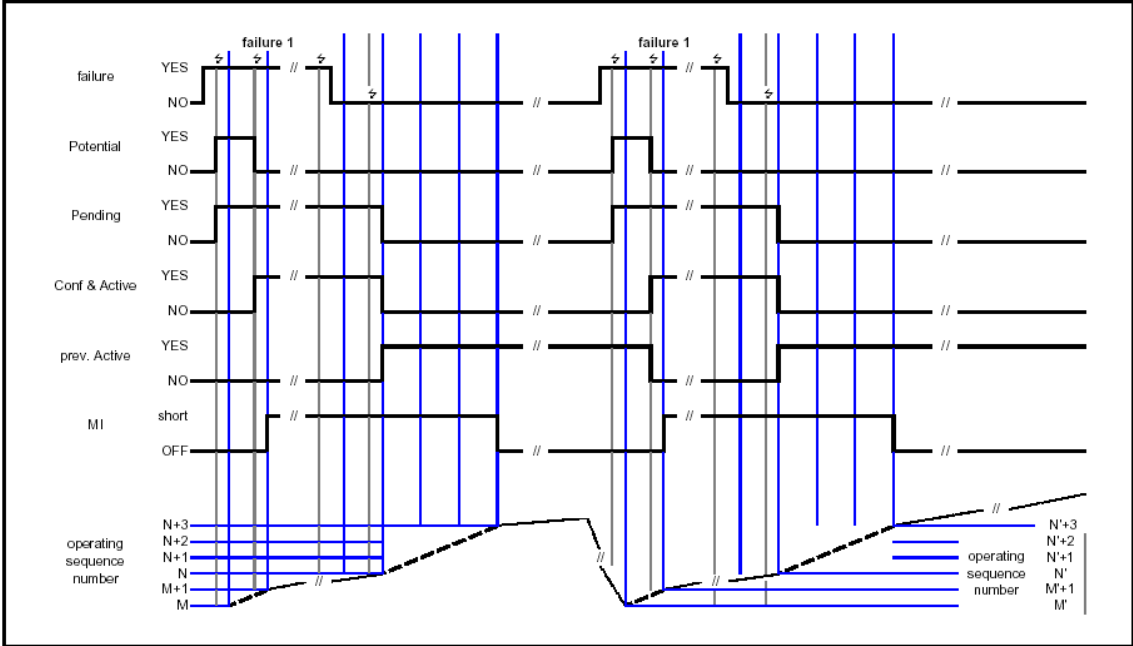 failure 1
failure 1
failure
YES
NO
//
//
//
//
Potential
YES
NO
//
//
//
//
Pending
YES
NO
//
//
//
//
Conf & Active
YES
NO
//
//
//
//
prev. Active
YES
NO
//
//
//
//
MI
short
OFF
//
//
//
//
operating
sequence
number
N+3
N+2
N+1
N
M+1
M
//
//
//
//
operating
sequence
number
N'+3
N'+2
N'+1
N'
M'+1
M'